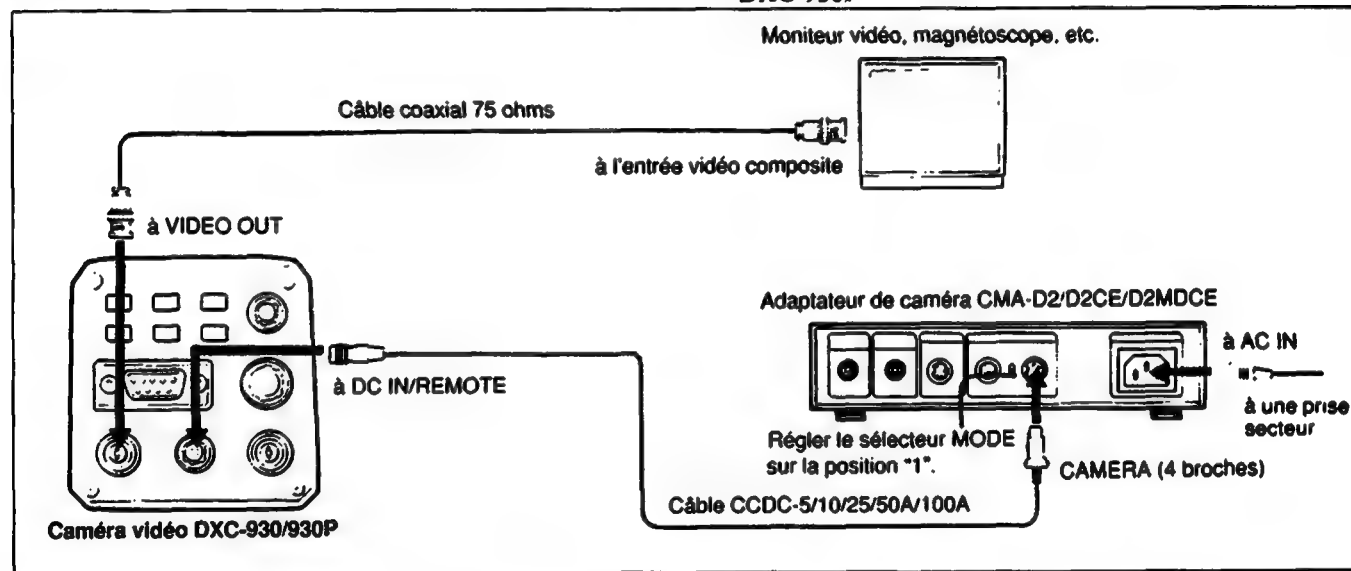 Moniteur vidéo, magnétoscope, etc.
Câble coaxial 75 ohms
à l'entrée vidéo composite
à VIDEO OUT
Adaptateur de caméra CMA-D2/D2CE/D2MDCE
à AC IN
à DC IN/REMOTE
à une prise
secteur
Régler le sélecteur MODE
sur la position "1".
CAMERA (4 broches)
Câble CCDC-5/10/25/50A/100A
Caméra vidéo DXC-930/930P